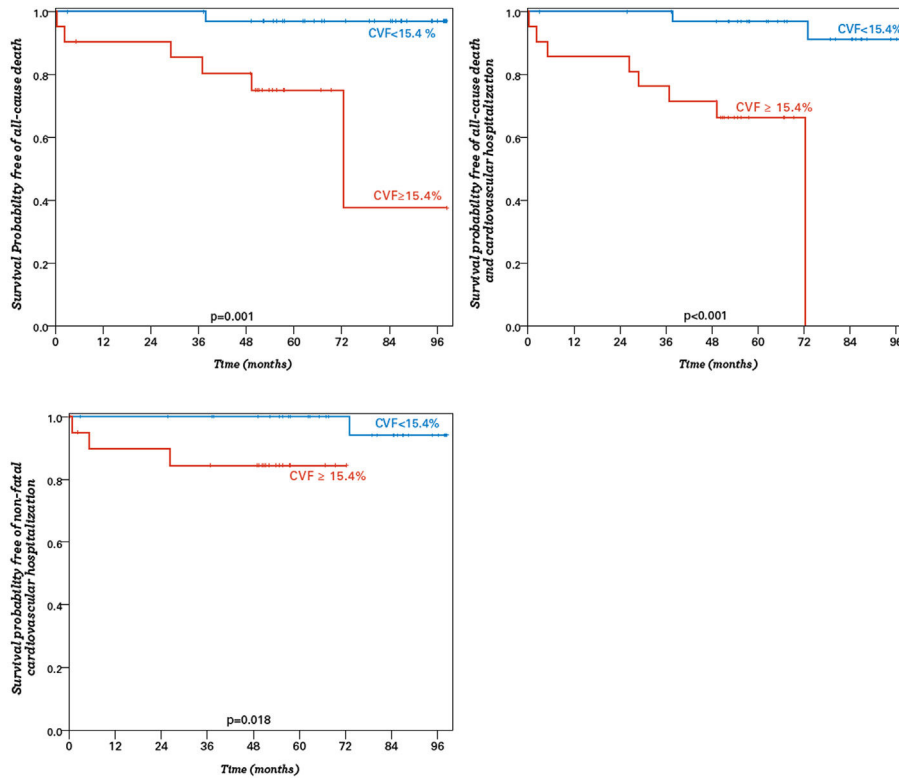 Survival Probability free of all-cause death
1.0
0.8
0.6
0.4
0.2
0.0
CVF<15.4 %
CVF≥15.4%
p=0.001
0 12 24 36 48 60 72 84 96
Time (months)
Survival probability free of all-cause death
and cardiovascular hospitalization
1.0
0.8
0.6
0.4
0.2
0.0
CVF<15.4%
CVF ≥ 15.4%
p<0.001
0 12 24 36 48 60 72 84 96
Time (months)
Survival probability free of non-fatal
cardiovascular hospitalization
1.0
0.8
0.6
0.4
0.2
0.0
CVF<15.4%
CVF ≥ 15.4%
p=0.018
0 12 24 36 48 60 72 84 96
Time (months)